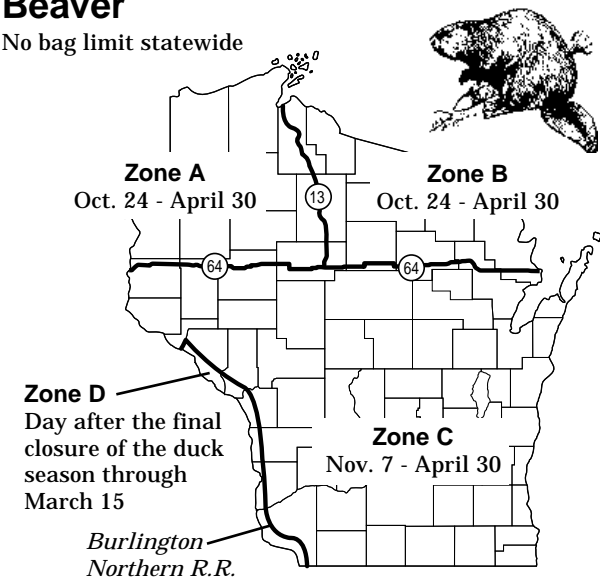 Beaver
No bag limit statewide
Zone A
Oct. 24 - April 30
Zone B
Oct. 24 - April 30
13
64
64
Zone D
Day after the final
closure of the duck
season through
March 15
Zone C
Nov. 7 - April 30
Burlington
Northern R.R.